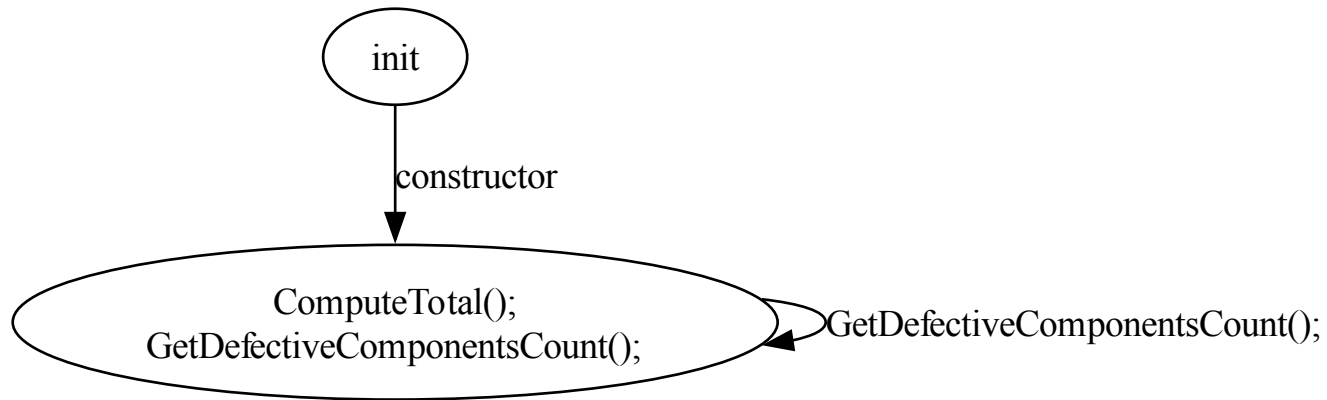 init
constructor
ComputeTotal();
GetDefectiveComponentsCount();
GetDefectiveComponentsCount();